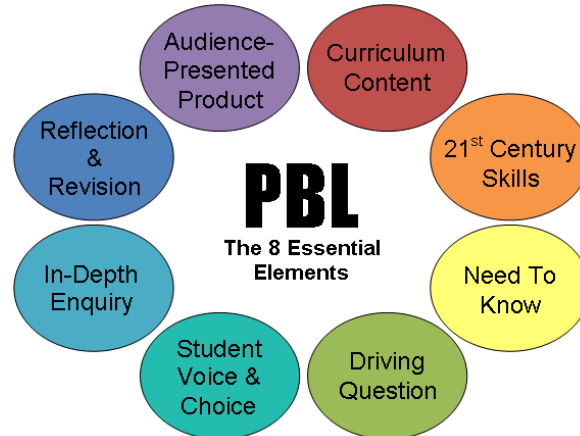 PBL
The 8 Essential
Elements
Curriculum
Content
21st Century
Skills
Need To
Know
Driving
Question
Student
Voice &
Choice
In-Depth
Enquiry
Reflection
&
Revision
Audience-
Presented
Product